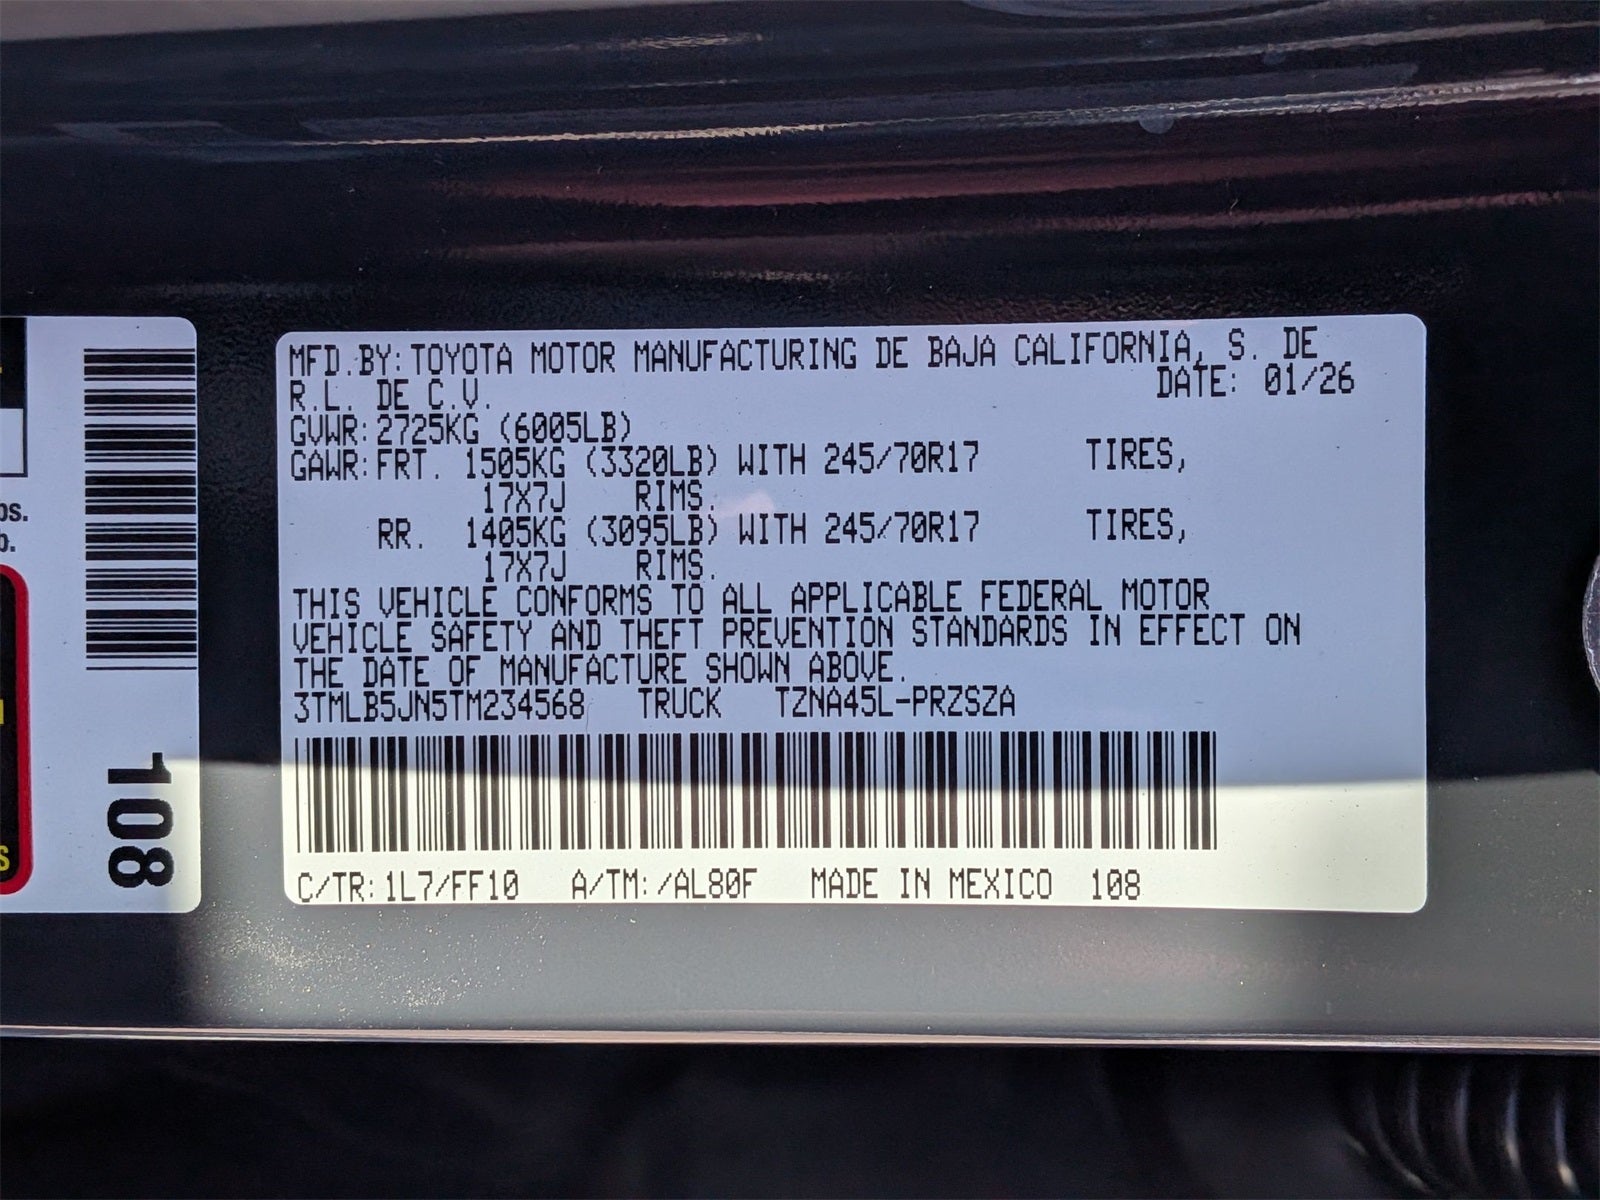 MFD.BY:TOYOTA MOTOR MANUFACTURING DE BAJA CALIFORNIA, S. DE
R.L. DE C.V. DATE: 01/26
GVWR:2725KG (6005LB)
GAWR:FRT. 1505KG (3320LB) WITH 245/70R17 TIRES,
17X7J RIMS.
RR. 1405KG (3095LB) WITH 245/70R17 TIRES,
17X7J RIMS.
THIS VEHICLE CONFORMS TO ALL APPLICABLE FEDERAL MOTOR
VEHICLE SAFETY AND THEFT PREVENTION STANDARDS IN EFFECT ON
THE DATE OF MANUFACTURE SHOWN ABOVE.
3TMLB5JN5TM234568 TRUCK TZNA45L-PRZSZA
C/TR:1L7/FF10 A/TM:/AL80F MADE IN MEXICO 108
108